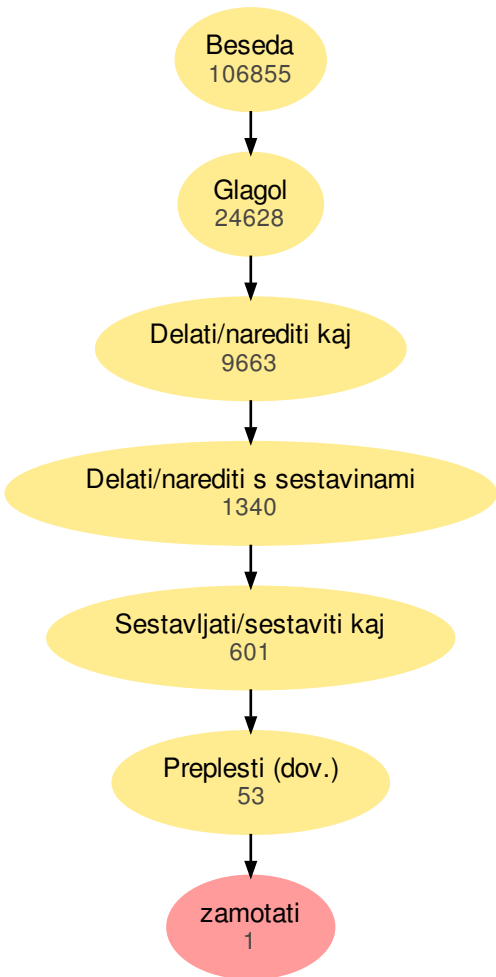 Beseda
106855
Glagol
24628
Delati/narediti kaj
9663
Delati/narediti s sestavinami
1340
Sestavljati/sestaviti kaj
601
Preplesti (dov.)
53
zamotati
1